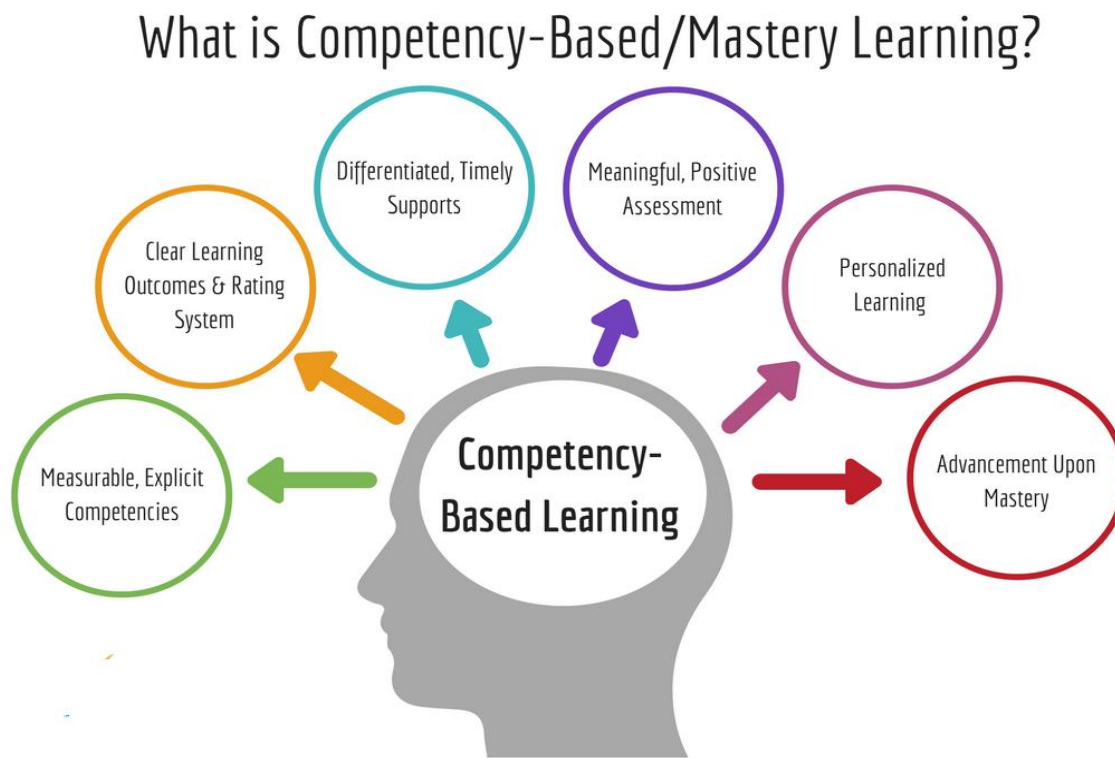 What is Competency-Based/Mastery Learning?
Differentiated, Timely
Supports
Meaningful, Positive
Assessment
Clear Learning
Outcomes & Rating
System
Personalized
Learning
Measurable, Explicit
Competencies
Competency-
Based Learning
Advancement Upon
Mastery